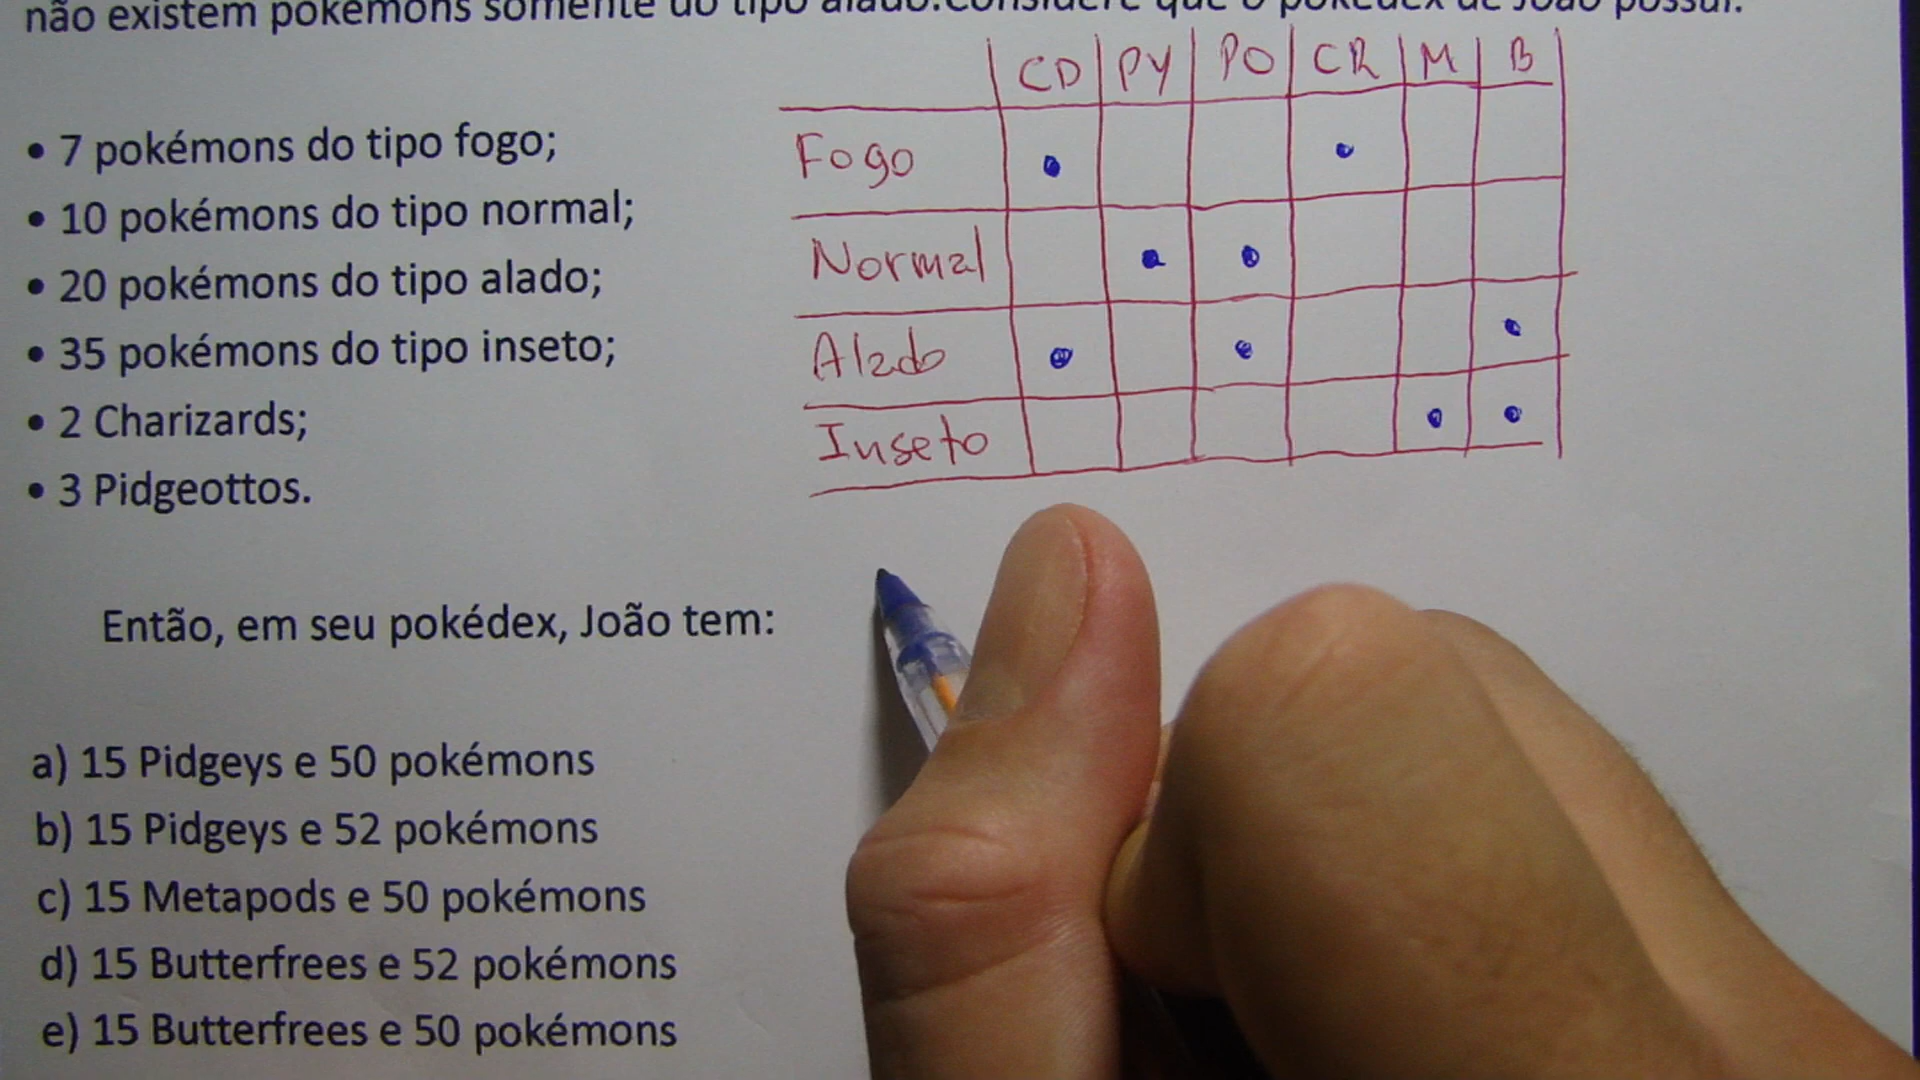 não existem pokémons somente do tipo alado. Considere que o pokédex de João possui:
• 7 pokémons do tipo fogo;
• 10 pokémons do tipo normal;
• 20 pokémons do tipo alado;
• 35 pokémons do tipo inseto;
• 2 Charizards;
• 3 Pidgeottos.
CD PY PO CR M B
Fogo
Normal
Alado
Inseto
Então, em seu pokédex, João tem:
a) 15 Pidgeys e 50 pokémons
b) 15 Pidgeys e 52 pokémons
c) 15 Metapods e 50 pokémons
d) 15 Butterfrees e 52 pokémons
e) 15 Butterfrees e 50 pokémons